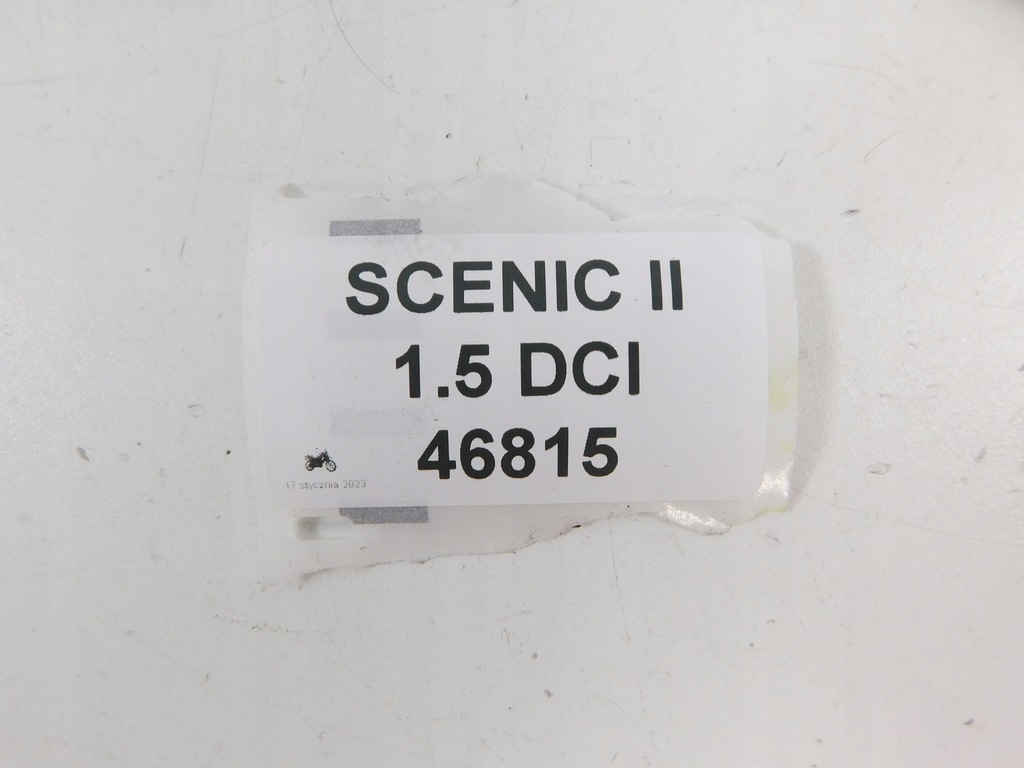 SCENIC II
1.5 DCI
46815
17 stycznia 2023